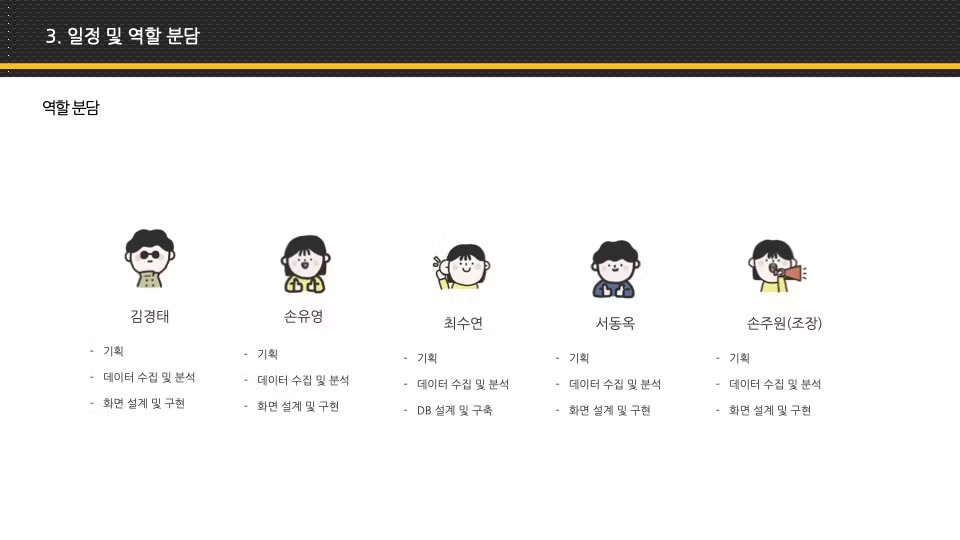 3. 일정 및 역할 분담
역할 분담
김경태
- 기획
- 데이터 수집 및 분석
- 화면 설계 및 구현
손유영
- 기획
- 데이터 수집 및 분석
- 화면 설계 및 구현
최수연
- 기획
- 데이터 수집 및 분석
- DB 설계 및 구축
서동옥
- 기획
- 데이터 수집 및 분석
- 화면 설계 및 구현
손주원(조장)
- 기획
- 데이터 수집 및 분석
- 화면 설계 및 구현